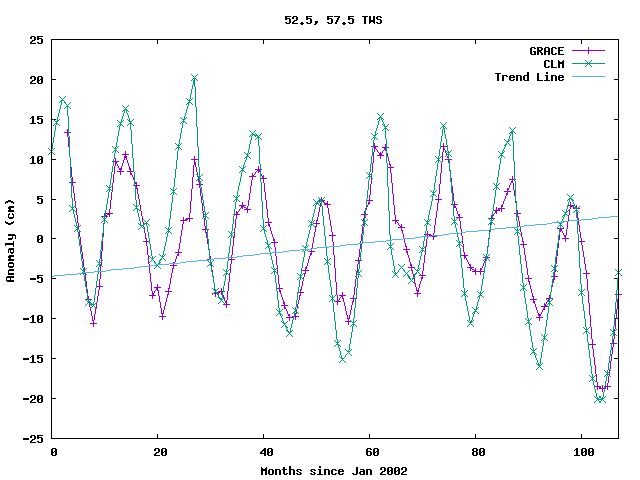 52.5, 57.5 TWS
GRACE
CLM
Trend Line
25
20
15
10
5
0
-5
-10
-15
-20
-25
Anomaly (cm)
0 20 40 60 80 100
Months since Jan 2002